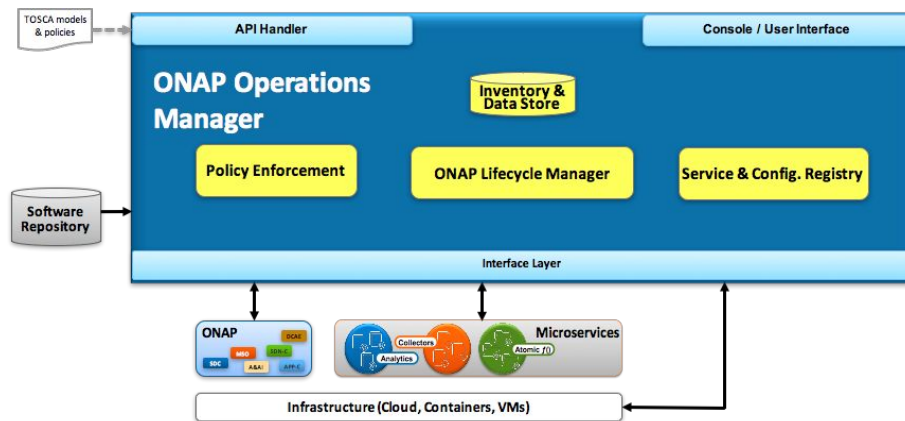 TOSCA models
& policies
API Handler
Console / User Interface
ONAP Operations
Manager
Inventory &
Data Store
Policy Enforcement
ONAP Lifecycle Manager
Service & Config. Registry
Software
Repository
Interface Layer
ONAP
DCAE
MSO
SDN-C
SDC
A&AI
APP-C
Microservices
Collectors
Analytics
Atomic f()
Infrastructure (Cloud, Containers, VMs)